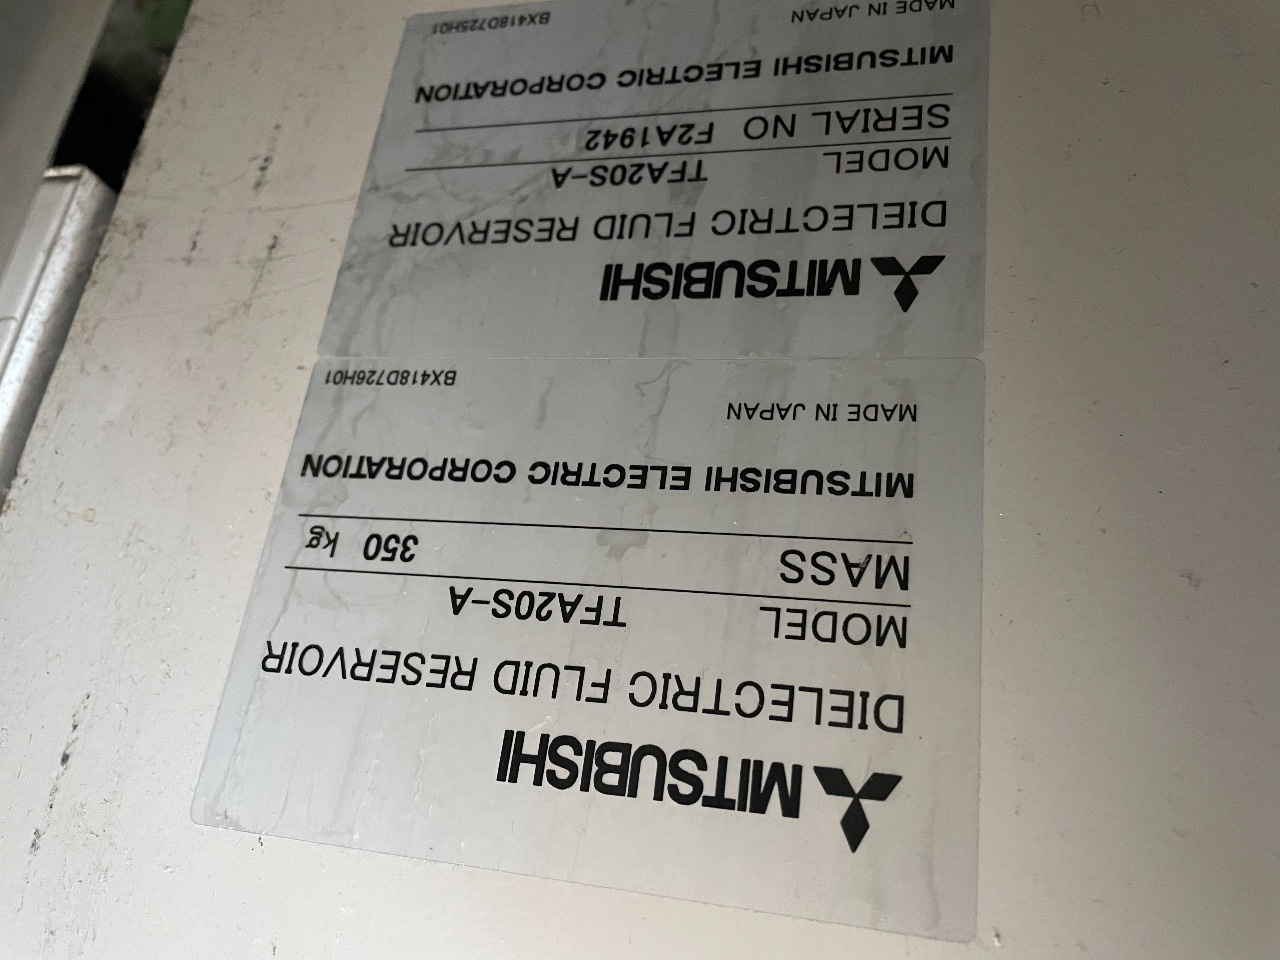 MITSUBISHI
DIELECTRIC FLUID RESERVOIR
MODEL TFA20S-A
MASS 350 kg
MITSUBISHI ELECTRIC CORPORATION
MADE IN JAPAN
BX418D726H01
MITSUBISHI
DIELECTRIC FLUID RESERVOIR
MODEL TFA20S-A
SERIAL NO F2A1942
MITSUBISHI ELECTRIC CORPORATION
MADE IN JAPAN
BX418D725H01